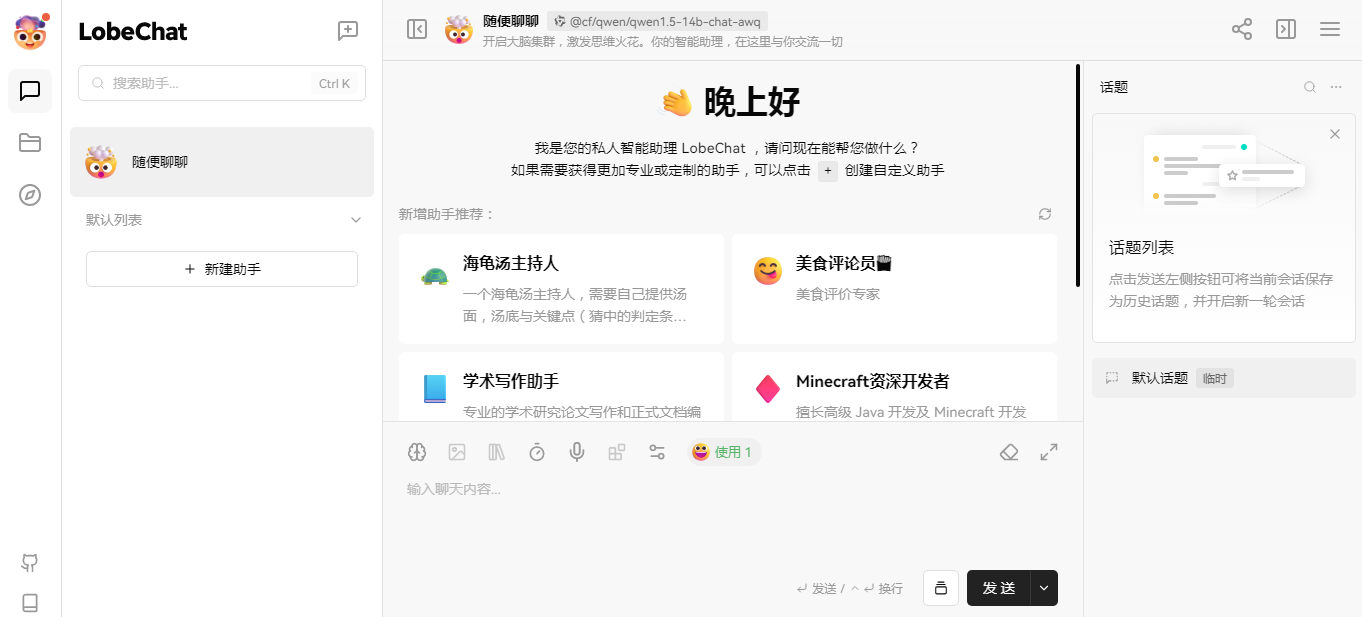 LobeChat
搜索助手...
Ctrl K
随便聊聊
默认列表
+ 新建助手
随便聊聊 @cf/qwen/qwen1.5-14b-chat-awq
开启大脑集群，激发思维火花。你的智能助理，在这里与你交流一切
👋 晚上好
我是您的私人智能助理 LobeChat ，请问现在能帮您做什么？
如果需要获得更加专业或定制的助手，可以点击 + 创建自定义助手
新增助手推荐：
海龟汤主持人
一个海龟汤主持人，需要自己提供汤
面，汤底与关键点（猜中的判定条...
美食评论员🍟
美食评价专家
学术写作助手
专业的学术研究论文写作和正式文档编
Minecraft资深开发者
擅长高级 Java 开发及 Minecraft 开发
使用 1
输入聊天内容...
↵ 发送 / ^ ↵ 换行
发 送
话题
话题列表
点击发送左侧按钮可将当前会话保存
为历史话题，并开启新一轮会话
默认话题 临时